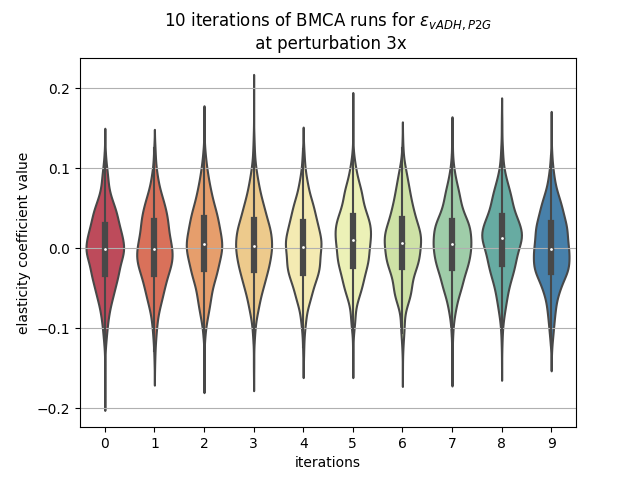 10 iterations of BMCA runs for ε_{vADH, P2G}
at perturbation 3x
elasticity coefficient value
0.2
0.1
0.0
−0.1
−0.2
0 1 2 3 4 5 6 7 8 9
iterations